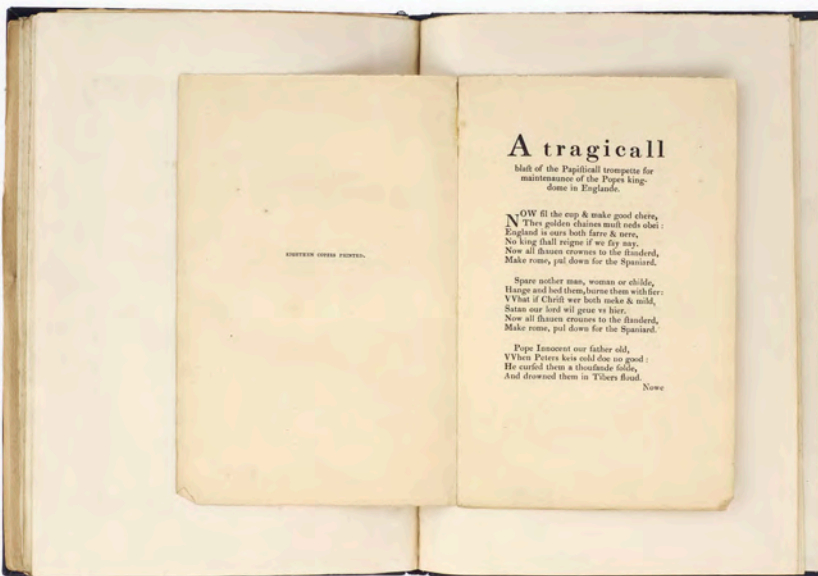 EIGHTEEN COPIES PRINTED.
A tragicall
blaſt of the Papiſticall trompette for
maintenaunce of the Popes king-
dome in Englande.
NOW fil the cup & make good chere,
Thes golden chaines muſt neds obei :
England is ours both farre & nere,
No king ſhall reigne if we ſay nay.
Now all ſhauen crownes to the ſtanderd,
Make rome, pul down for the Spaniard.
Spare nother man, woman or childe,
Hange and hed them, burne them with fier:
VVhat if Chriſt wer both meke & mild,
Satan our lord wil geue vs hier.
Now all ſhauen crounes to the ſtanderd,
Make rome, pul down for the Spaniard.
Pope Innocent our father old,
VVhen Peters keis cold doe no good :
He curſed them a thouſande folde,
And drowned them in Tibers floud.
Nowe